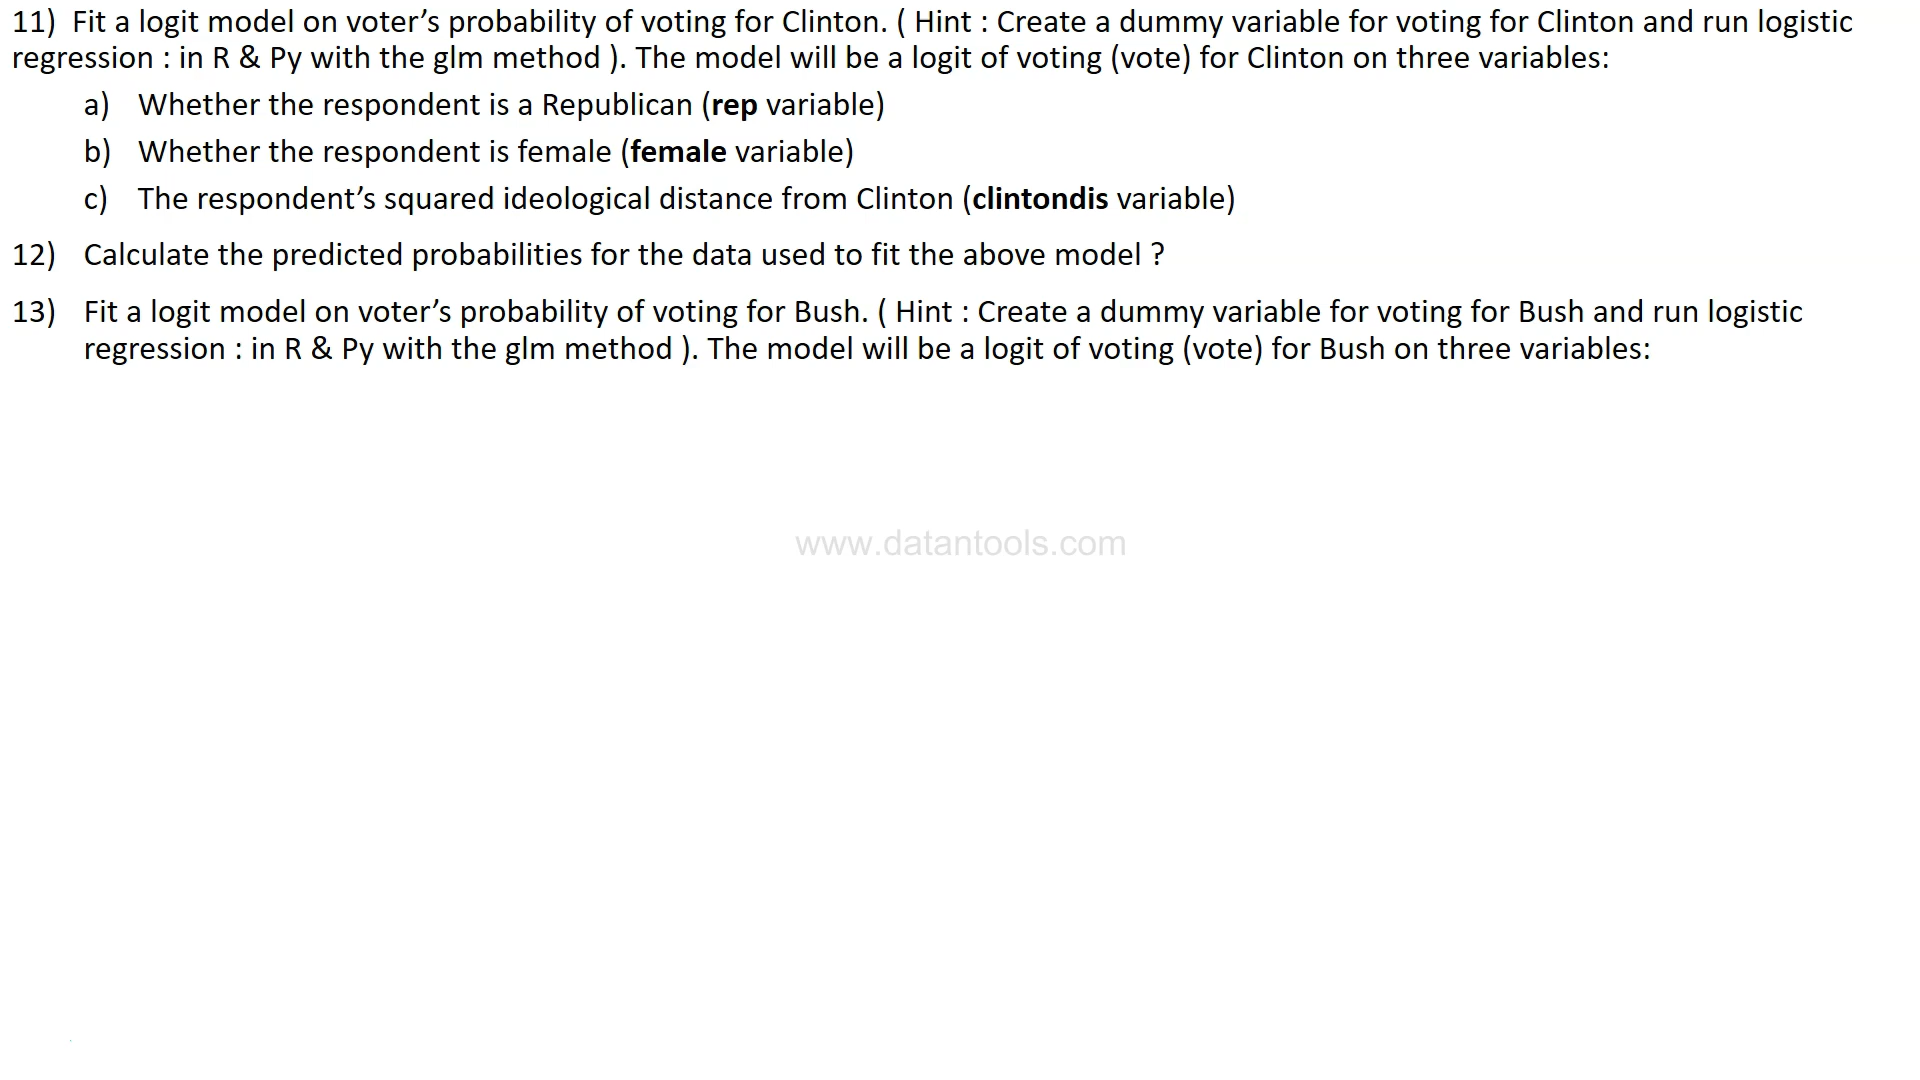 11)  Fit a logit model on voter’s probability of voting for Clinton. ( Hint : Create a dummy variable for voting for Clinton and run logistic
regression : in R & Py with the glm method ). The model will be a logit of voting (vote) for Clinton on three variables:
a) Whether the respondent is a Republican (rep variable)
b) Whether the respondent is female (female variable)
c) The respondent’s squared ideological distance from Clinton (clintondis variable)
12) Calculate the predicted probabilities for the data used to fit the above model ?
13) Fit a logit model on voter’s probability of voting for Bush. ( Hint : Create a dummy variable for voting for Bush and run logistic
regression : in R & Py with the glm method ). The model will be a logit of voting (vote) for Bush on three variables:
www.datantools.com